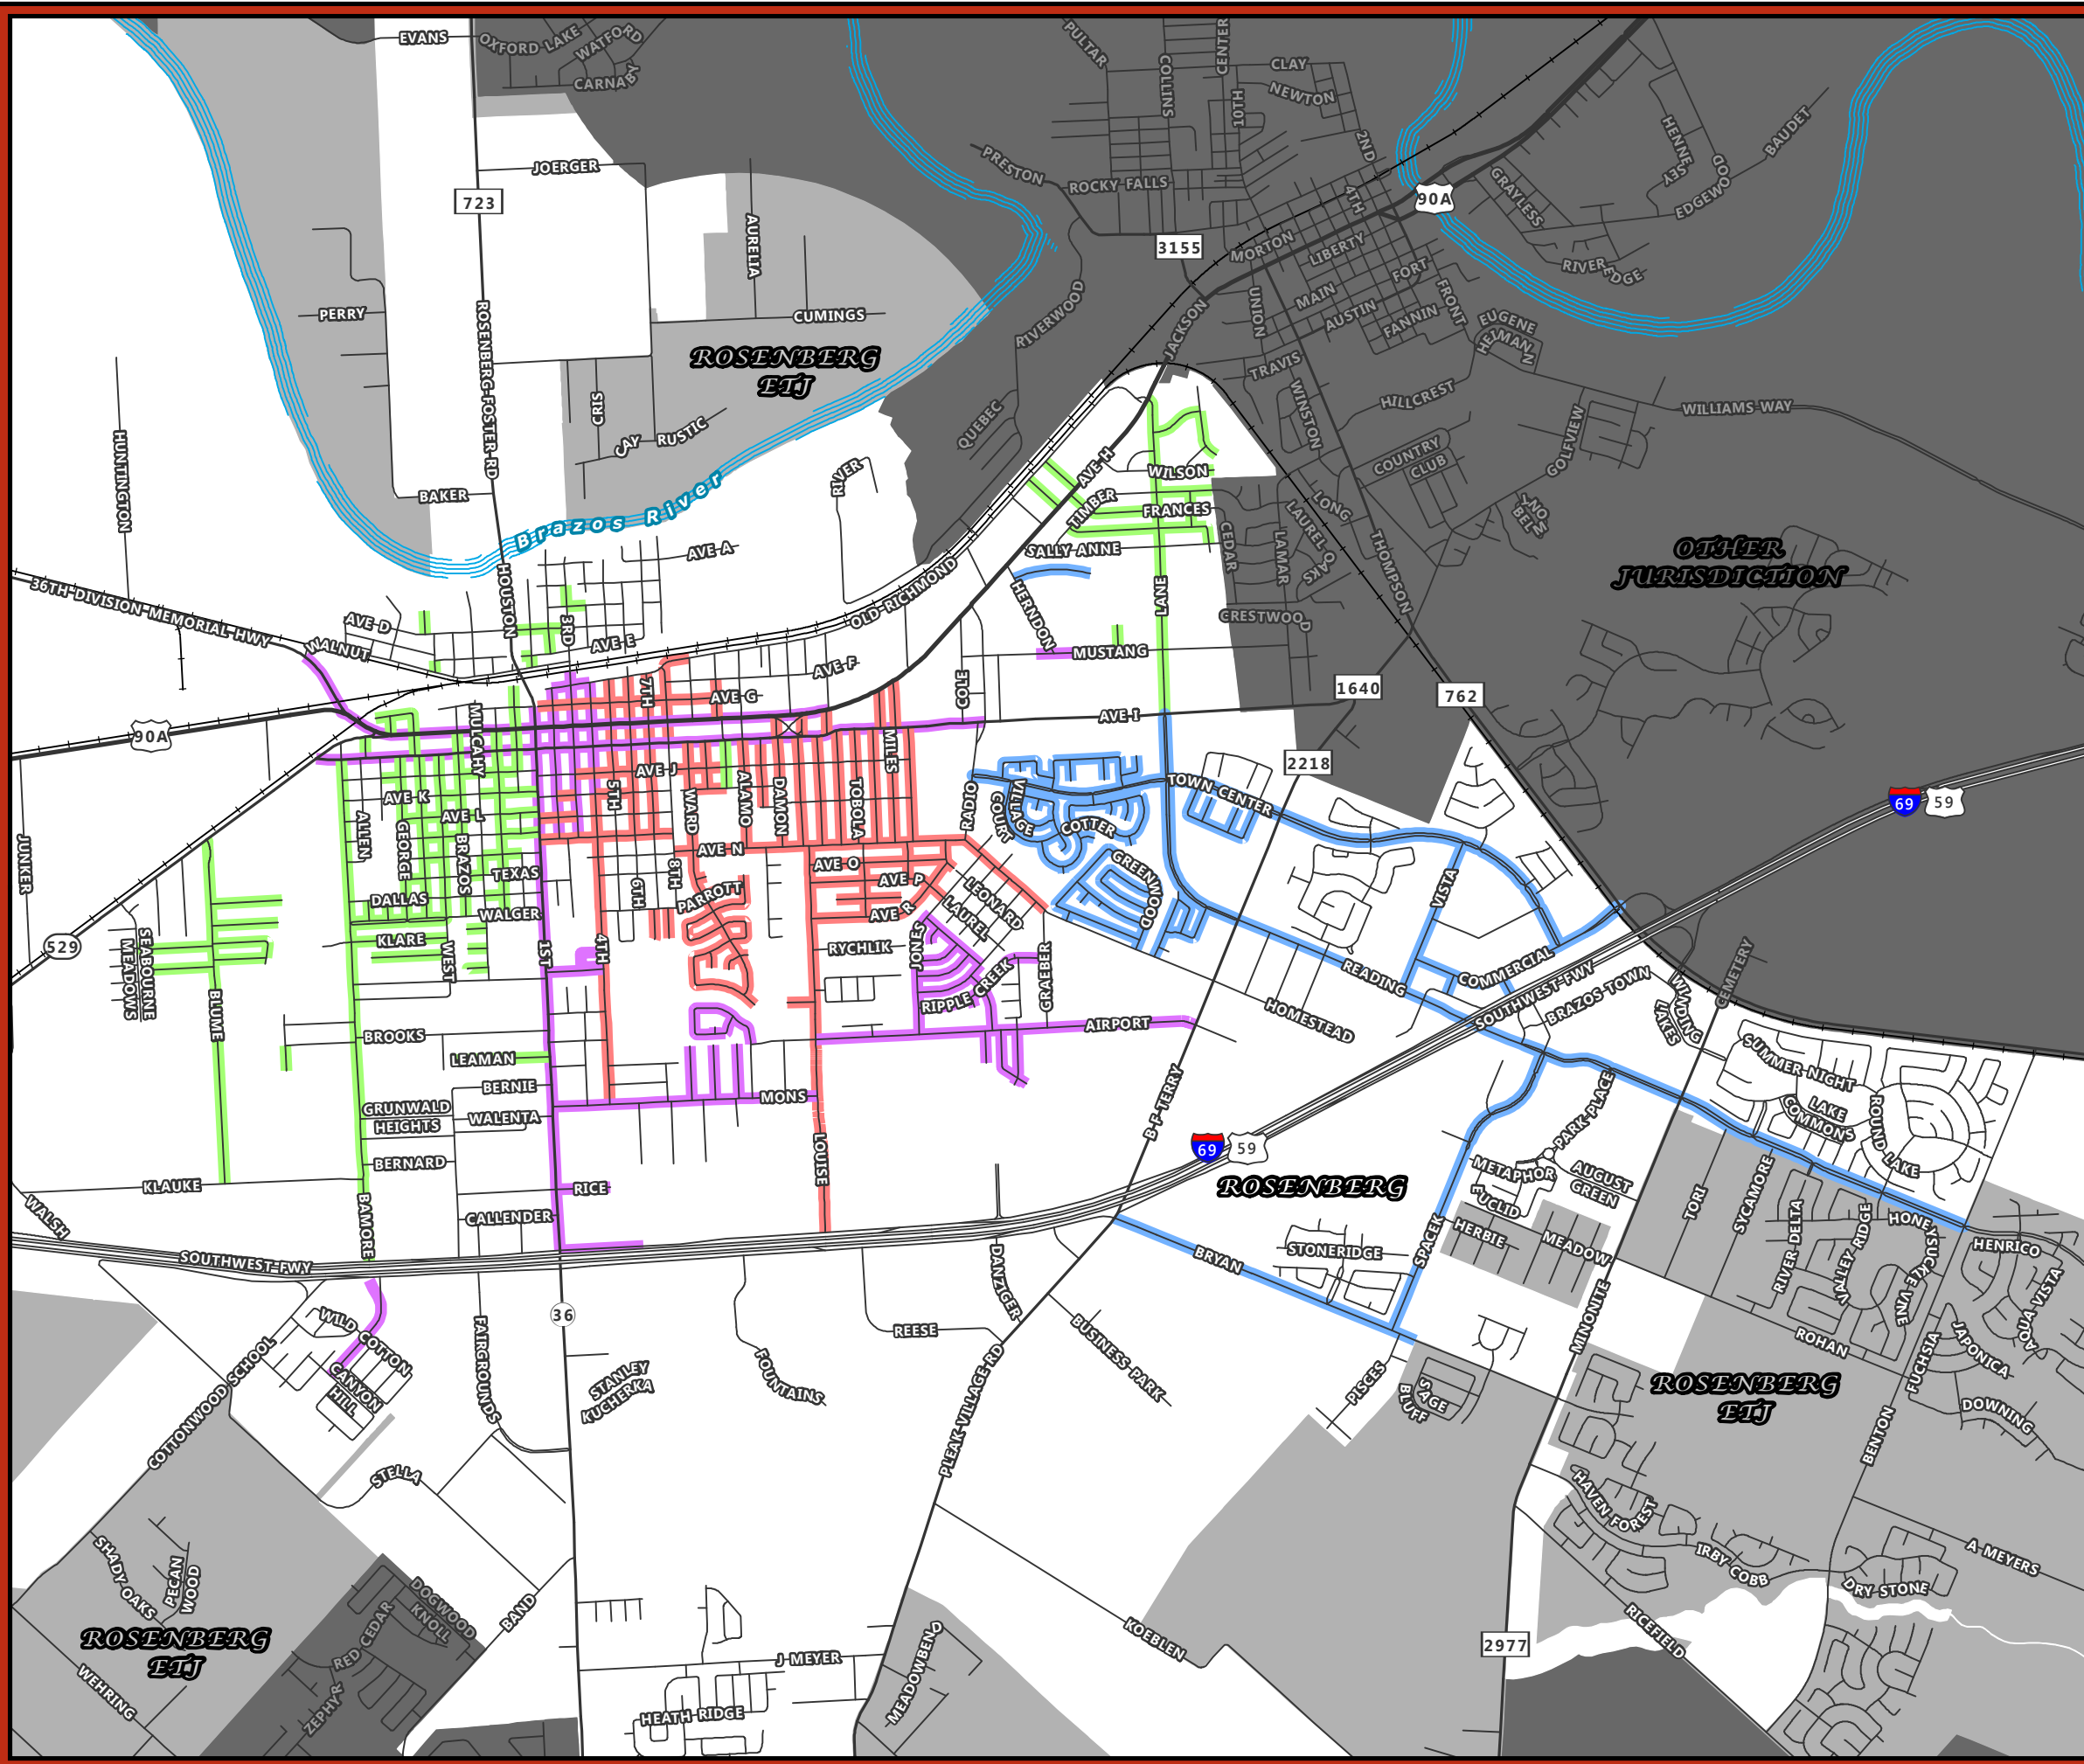 EVANS
OXFORD LAKE
WATFORD
CARNABY
PULTAR
COLLINS
CENTER
10TH
CLAY
NEWTON
2ND
HENNESEY
EDGEWOOD
BAUDET
JOERGER
723
AURELIA
PRESTON
ROCKY FALLS
4TH
90A
GRAYLESS
3155
MORTON
LIBERTY
FORT
RIVER EDGE
PERRY
ROSENBERG-FOSTER RD
CUMINGS
RIVERWOOD
JACKSON
UNION
MAIN
AUSTIN
FANNIN
FRONT
EUGENE HEIMANN
ROSENBERG
ETJ
TRAVIS
WINSTON
HILLCREST
WILLIAMS WAY
GOLFVIEW
HUNTINGTON
CRIS
CAY RUSTIC
QUEBEC
COUNTRY
CLUB
RIVER
AVE H
WILSON
BAKER
Brazos River
TIMBER
FRANCES
LAUREL OAKS
LONG
BELMONT
SALLY ANNE
CEDAR
LAMAR
THOMPSON
OTHER
JURISDICTION
AVE A
36TH DIVISION MEMORIAL HWY
HOUSTON
OLD RICHMOND
HERNDON
LANE
AVE D
WALNUT
3RD
AVE E
CRESTWOOD
MUSTANG
AVE F
7TH
AVE G
COLE
1640
762
90A
AVE I
MULCAHY
MILES
2218
69
59
AVE J
5TH
WARD
ALAMO
DAMON
TOBOLA
RADIO
COURT
VILLAGE
TOWN CENTER
COTTER
JUNKER
ALLEN
AVE K
AVE L
GEORGE
BRAZOS
TEXAS
AVE N
AVE O
8TH
6TH
PARROTT
AVE P
AVE R
LEONARD
LAUREL
GREENWOOD
VISTA
529
DALLAS
WALGER
KLARE
WEST
1ST
4TH
RYCHLIK
JONES
RIPPLE CREEK
GRAEBER
READING
COMMERCIAL
SOUTHWEST FWY
BRAZOS TOWN
CEMETERY
WINDING
LAKES
SEABOURNE
MEADOWS
BLUME
BROOKS
LEAMAN
BERNIE
AIRPORT
HOMESTEAD
SUMMER NIGHT
GRUNWALD
HEIGHTS
WALENTA
MONS
B F TERRY
PARK PLACE
LAKE
COMMONS
ROUND LAKE
69
59
BERNARD
LOUISE
METAPHOR
AUGUST
GREEN
KLAUKE
RICE
ROSENBERG
EUCLID
TORI
SYCAMORE
WALSH
BAMORE
CALLENDER
SPACEK
HERBIE
MEADOW
RIVER DELTA
VALLEY RIDGE
HONEYSUCKLE VINE
HENRICO
SOUTHWEST FWY
BRYAN
STONERIDGE
DANZIGER
AQUA VISTA
WILD COTTON
36
FAIRGROUNDS
REESE
BUSINESS PARK
MINONITE
ROHAN
FUCHSIA
JAPONICA
COTTONWOOD SCHOOL
CANYON
HILL
STANLEY
KUCHERKA
FOUNTAINS
PLEAK VILLAGE RD
PISCES
SAGE
BLUFF
ROSENBERG
ETJ
BENTON
DOWNING
STELLA
HAVEN FOREST
SHADY OAKS
PECAN
WOOD
DOGWOOD
KNOLL
BAND
IRBY COBB
A MEYERS
DRY STONE
ROSENBERG
ETJ
RED CEDAR
KOEBLEN
RICEFIELD
2977
WEHRING
ZEPHYR
J MEYER
HEATH RIDGE
MEADOWBEND